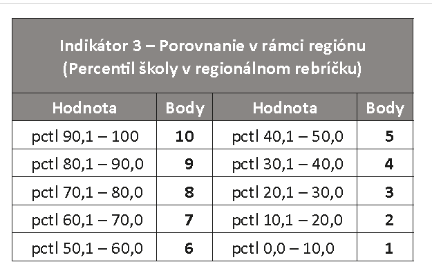 Indikátor 3 – Porovnanie v rámci regiónu
(Percentil školy v regionálnom rebríčku)
Hodnota Body Hodnota Body
pctl 90,1 – 100 10 pctl 40,1 – 50,0 5
pctl 80,1 – 90,0 9 pctl 30,1 – 40,0 4
pctl 70,1 – 80,0 8 pctl 20,1 – 30,0 3
pctl 60,1 – 70,0 7 pctl 10,1 – 20,0 2
pctl 50,1 – 60,0 6 pctl 0,0 – 10,0 1